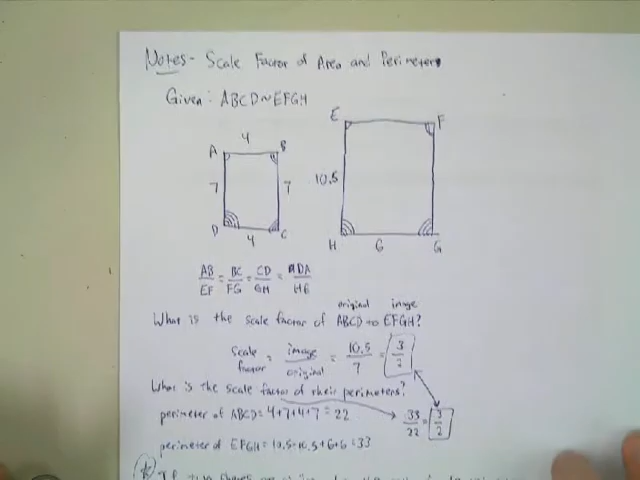 Notes- Scale Factor of Area and Perimeter
Given: ABCD~EFGH
E F
4
A B
7 7 10.5
D C
4
H 6 G
AB/EF = BC/FG = CD/GH = DA/HE
original image
What is the scale factor of ABCD to EFGH?
Scale factor = image/original = 10.5/7 = 3/2
What is the scale factor of their perimeters?
perimeter of ABCD = 4+7+4+7 = 22
33/22 = 3/2
perimeter of EFGH = 10.5+10.5+6+6 = 33